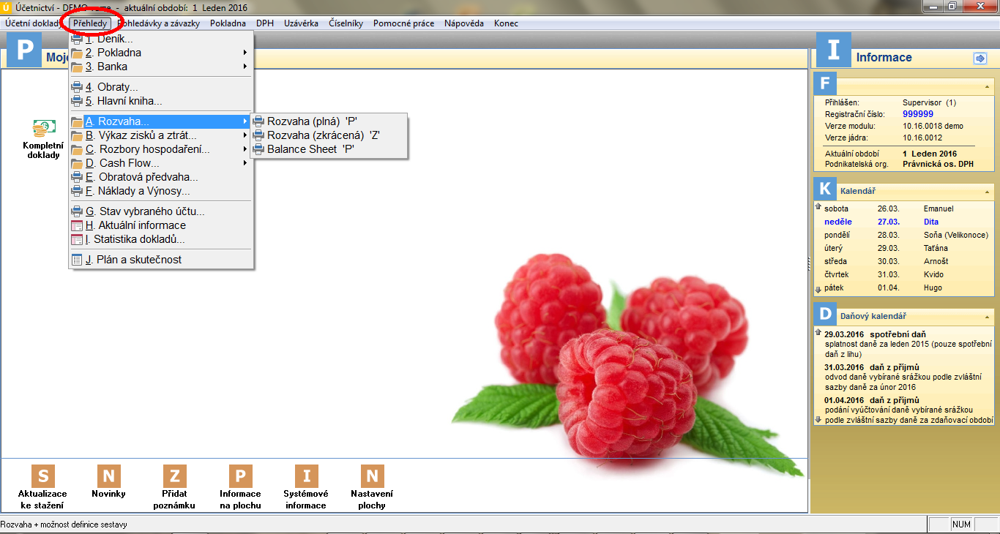 Ú Účetnictví - DEMO verze - aktuální období: 1 Leden 2016
Účetní doklady Přehledy Pohledávky a závazky Pokladna DPH Uzávěrka Číselníky Pomocné práce Nápověda Konec
P Moje
1. Deník...
2. Pokladna
3. Banka
4. Obraty...
5. Hlavní kniha...
A. Rozvaha...
B. Výkaz zisků a ztrát...
C. Rozbory hospodaření...
D. Cash Flow...
E. Obratová předvaha...
F. Náklady a Výnosy...
G. Stav vybraného účtu...
H. Aktuální informace
I. Statistika dokladů...
J. Plán a skutečnost
Rozvaha (plná) 'P'
Rozvaha (zkrácená) 'Z'
Balance Sheet 'P'
Kompletní
doklady
I Informace
F
Přihlášen: Supervisor (1)
Registrační číslo: 999999
Verze modulu: 10.16.0018 demo
Verze jádra: 10.16.0012
Aktuální období 1 Leden 2016
Podnikatelská org. Právnická os. DPH
K Kalendář
sobota 26.03. Emanuel
neděle 27.03. Dita
pondělí 28.03. Soňa (Velikonoce)
úterý 29.03. Taťána
středa 30.03. Arnošt
čtvrtek 31.03. Kvido
pátek 01.04. Hugo
D Daňový kalendář
29.03.2016 spotřební daň
splatnost daně za leden 2015 (pouze spotřební
daň z lihu)
31.03.2016 daň z příjmů
odvod daně vybírané srážkou podle zvláštní
sazby daně za únor 2016
01.04.2016 daň z příjmů
podání vyúčtování daně vybírané srážkou
podle zvláštní sazby daně za zdaňovací období
S N Z P I N
Aktualizace
ke stažení
Novinky
Přidat
poznámku
Informace
na plochu
Systémové
informace
Nastavení
plochy
Rozvaha + možnost definice sestavy
NUM